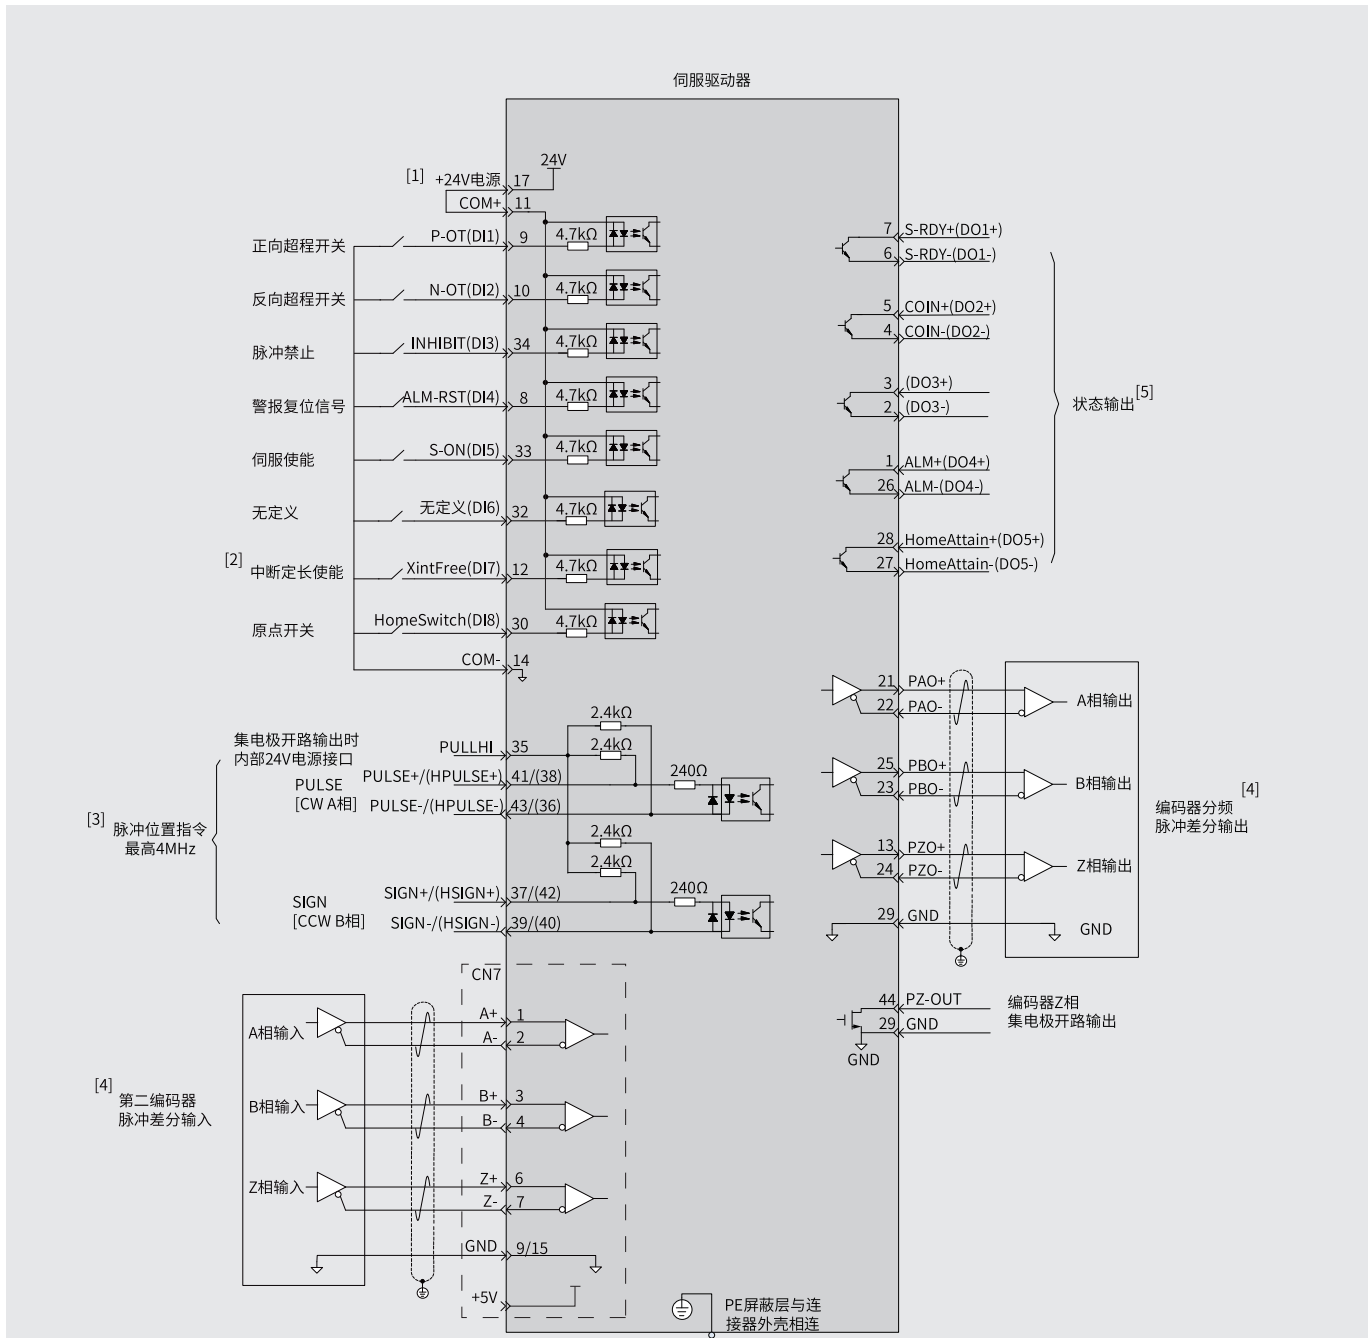 伺服驱动器
24V
[1] +24V电源 17
COM+ 11
正向超程开关 P-OT(DI1) 9 4.7kΩ
反向超程开关 N-OT(DI2) 10 4.7kΩ
脉冲禁止 INHIBIT(DI3) 34 4.7kΩ
警报复位信号 ALM-RST(DI4) 8 4.7kΩ
伺服使能 S-ON(DI5) 33 4.7kΩ
无定义 无定义(DI6) 32 4.7kΩ
[2] 中断定长使能 XintFree(DI7) 12 4.7kΩ
原点开关 HomeSwitch(DI8) 30 4.7kΩ
COM- 14
7 S-RDY+(DO1+)
6 S-RDY-(DO1-)
5 COIN+(DO2+)
4 COIN-(DO2-)
3 (DO3+)
2 (DO3-)
1 ALM+(DO4+)
26 ALM-(DO4-)
28 HomeAttain+(DO5+)
27 HomeAttain-(DO5-)
状态输出[5]
2.4kΩ
集电极开路输出时
内部24V电源接口
PULLHI 35 2.4kΩ
PULSE
[CW A相]
PULSE+/(HPULSE+) 41/(38) 240Ω
PULSE-/(HPULSE-) 43/(36)
[3] 脉冲位置指令
最高4MHz
2.4kΩ
2.4kΩ
SIGN
[CCW B相]
SIGN+/(HSIGN+) 37/(42) 240Ω
SIGN-/(HSIGN-) 39/(40)
21 PAO+
22 PAO-
A相输出
25 PBO+
23 PBO-
B相输出
13 PZO+
24 PZO-
Z相输出
29 GND GND
编码器分频 [4]
脉冲差分输出
44 PZ-OUT
29 GND
GND
编码器Z相
集电极开路输出
CN7
A相输入 A+ 1
A- 2
B相输入 B+ 3
B- 4
Z相输入 Z+ 6
Z- 7
GND 9/15
+5V
[4] 第二编码器
脉冲差分输入
PE屏蔽层与连
接器外壳相连